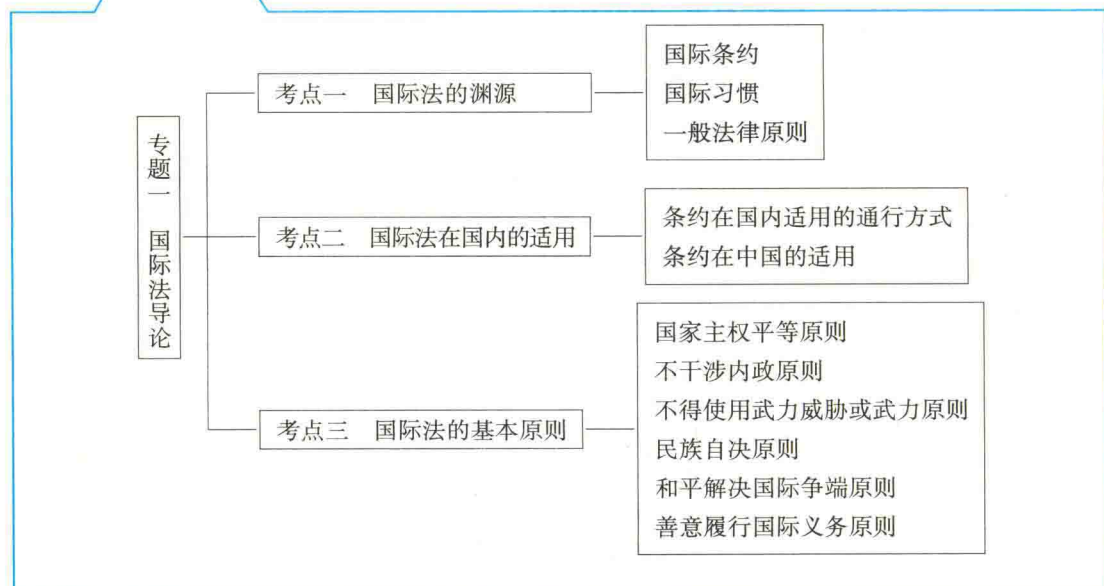 专题一 国际法导论
考点一 国际法的渊源
国际条约
国际习惯
一般法律原则
考点二 国际法在国内的适用
条约在国内适用的通行方式
条约在中国的适用
考点三 国际法的基本原则
国家主权平等原则
不干涉内政原则
不得使用武力威胁或武力原则
民族自决原则
和平解决国际争端原则
善意履行国际义务原则